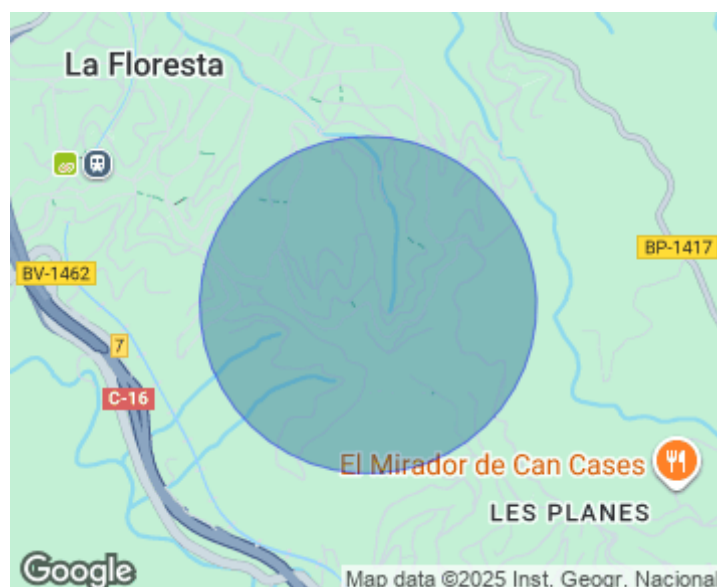 La Floresta
BV-1462
BP-1417
7
C-16
El Mirador de Can Cases
LES PLANES
Google
Map data ©2025 Inst. Geogr. Nacional